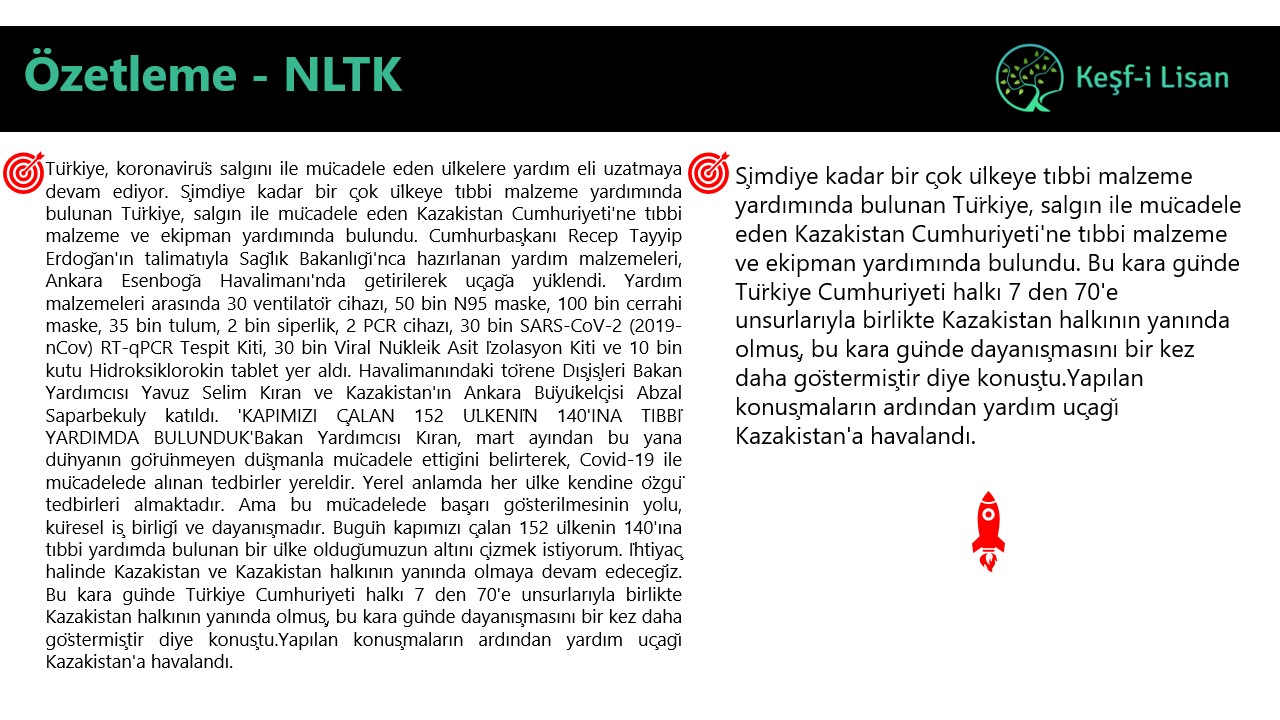 Özetleme - NLTK
Keşf-i Lisan
Türkiye, koronavirüs salgını ile mücadele eden ülkelere yardım eli uzatmaya
devam ediyor. Şimdiye kadar bir çok ülkeye tıbbi malzeme yardımında
bulunan Türkiye, salgın ile mücadele eden Kazakistan Cumhuriyeti'ne tıbbi
malzeme ve ekipman yardımında bulundu. Cumhurbaşkanı Recep Tayyip
Erdoğan'ın talimatıyla Sağlık Bakanlığı'nca hazırlanan yardım malzemeleri,
Ankara Esenboğa Havalimanı'nda getirilerek uçağa yüklendi. Yardım
malzemeleri arasında 30 ventilatör cihazı, 50 bin N95 maske, 100 bin cerrahi
maske, 35 bin tulum, 2 bin siperlik, 2 PCR cihazı, 30 bin SARS-CoV-2 (2019-
nCov) RT-qPCR Tespit Kiti, 30 bin Viral Nükleik Asit İzolasyon Kiti ve 10 bin
kutu Hidroksiklorokin tablet yer aldı. Havalimanındaki törene Dışişleri Bakan
Yardımcısı Yavuz Selim Kıran ve Kazakistan'ın Ankara Büyükelçisi Abzal
Saparbekuly katıldı. 'KAPIMIZI ÇALAN 152 ÜLKENİN 140'INA TIBBİ
YARDIMDA BULUNDUK'Bakan Yardımcısı Kıran, mart ayından bu yana
dünyanın görünmeyen düşmanla mücadele ettiğini belirterek, Covid-19 ile
mücadelede alınan tedbirler yereldir. Yerel anlamda her ülke kendine özgü
tedbirleri almaktadır. Ama bu mücadelede başarı gösterilmesinin yolu,
küresel iş birliği ve dayanışmadır. Bugün kapımızı çalan 152 ülkenin 140'ına
tıbbi yardımda bulunan bir ülke olduğumuzun altını çizmek istiyorum. İhtiyaç
halinde Kazakistan ve Kazakistan halkının yanında olmaya devam edeceğiz.
Bu kara günde Türkiye Cumhuriyeti halkı 7 den 70'e unsurlarıyla birlikte
Kazakistan halkının yanında olmuş, bu kara günde dayanışmasını bir kez daha
göstermiştir diye konuştu.Yapılan konuşmaların ardından yardım uçağı
Kazakistan'a havalandı.
Şimdiye kadar bir çok ülkeye tıbbi malzeme
yardımında bulunan Türkiye, salgın ile mücadele
eden Kazakistan Cumhuriyeti'ne tıbbi malzeme
ve ekipman yardımında bulundu. Bu kara günde
Türkiye Cumhuriyeti halkı 7 den 70'e
unsurlarıyla birlikte Kazakistan halkının yanında
olmuş, bu kara günde dayanışmasını bir kez
daha göstermiştir diye konuştu.Yapılan
konuşmaların ardından yardım uçağı
Kazakistan'a havalandı.